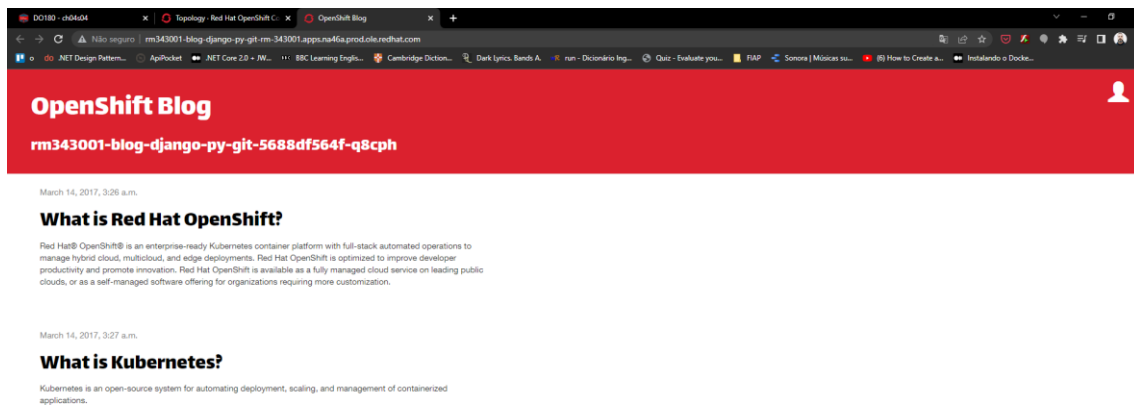 DO180 - ch04s04
Topology · Red Hat OpenShift Co
OpenShift Blog
Não seguro | rm343001-blog-django-py-git-rm-343001.apps.na46a.prod.ole.redhat.com
o
do .NET Design Pattern...
ApiPocket
.NET Core 2.0 + JW...
BBC Learning Englis...
Cambridge Diction...
Dark Lyrics. Bands A.
run - Dicionário Ing...
Quiz - Evaluate you...
FIAP
Sonora | Músicas su...
(6) How to Create a...
Instalando o Docke...
OpenShift Blog
rm343001-blog-django-py-git-5688df564f-q8cph
March 14, 2017, 3:26 a.m.
What is Red Hat OpenShift?
Red Hat® OpenShift® is an enterprise-ready Kubernetes container platform with full-stack automated operations to
manage hybrid cloud, multicloud, and edge deployments. Red Hat OpenShift is optimized to improve developer
productivity and promote innovation. Red Hat OpenShift is available as a fully managed cloud service on leading public
clouds, or as a self-managed software offering for organizations requiring more customization.
March 14, 2017, 3:27 a.m.
What is Kubernetes?
Kubernetes is an open-source system for automating deployment, scaling, and management of containerized
applications.